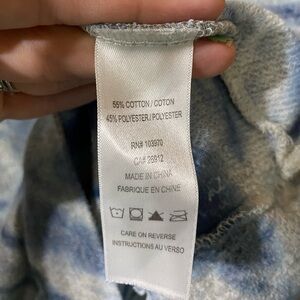 55% COTTON / COTON
45% POLYESTER / POLYESTER
RN# 103970
CA# 28912
MADE IN CHINA
FABRIQUE EN CHINE
CARE ON REVERSE
INSTRUCTIONS AU VERSO